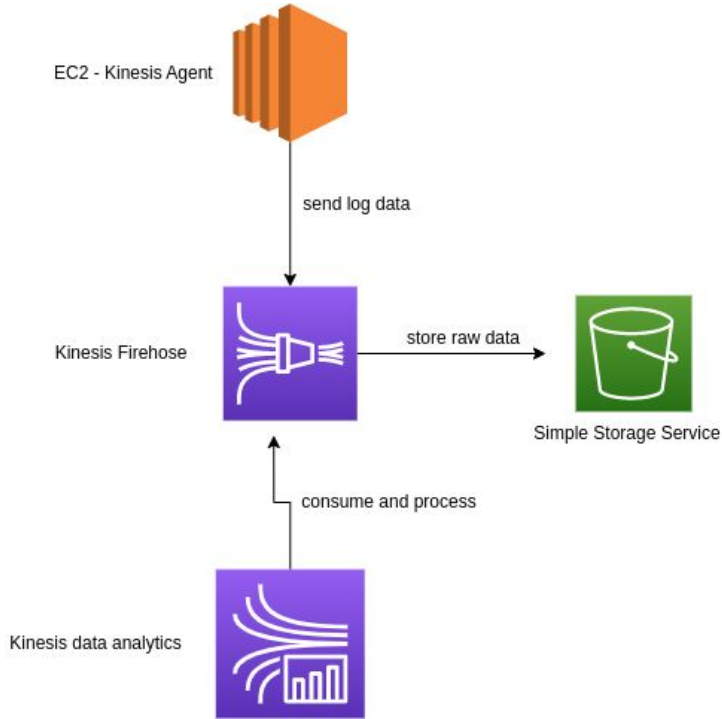 EC2 - Kinesis Agent
send log data
Kinesis Firehose
store raw data
Simple Storage Service
consume and process
Kinesis data analytics